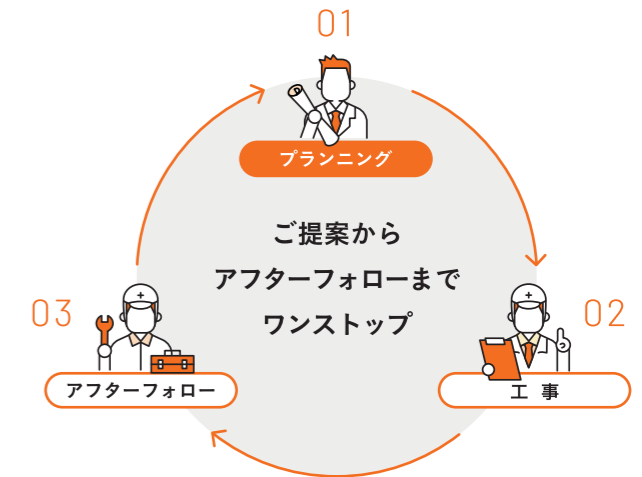 01
プランニング
ご提案から
アフターフォローまで
ワンストップ
03
02
アフターフォロー
工 事